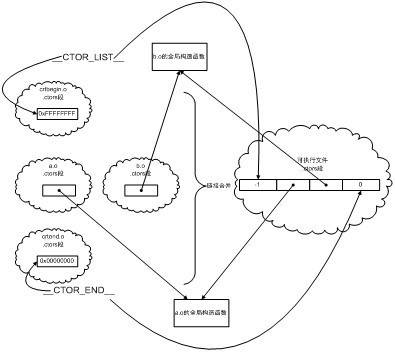 __CTOR_LIST__
b.o的全局构造函数
crtbegin.o
.ctors段
0xFFFFFFFF
a.o
.ctors段
b.o
.ctors段
链接合并
可执行文件
.ctors段
-1
0
crtend.o
.ctors段
0x00000000
__CTOR_END__
a.o的全局构造函数